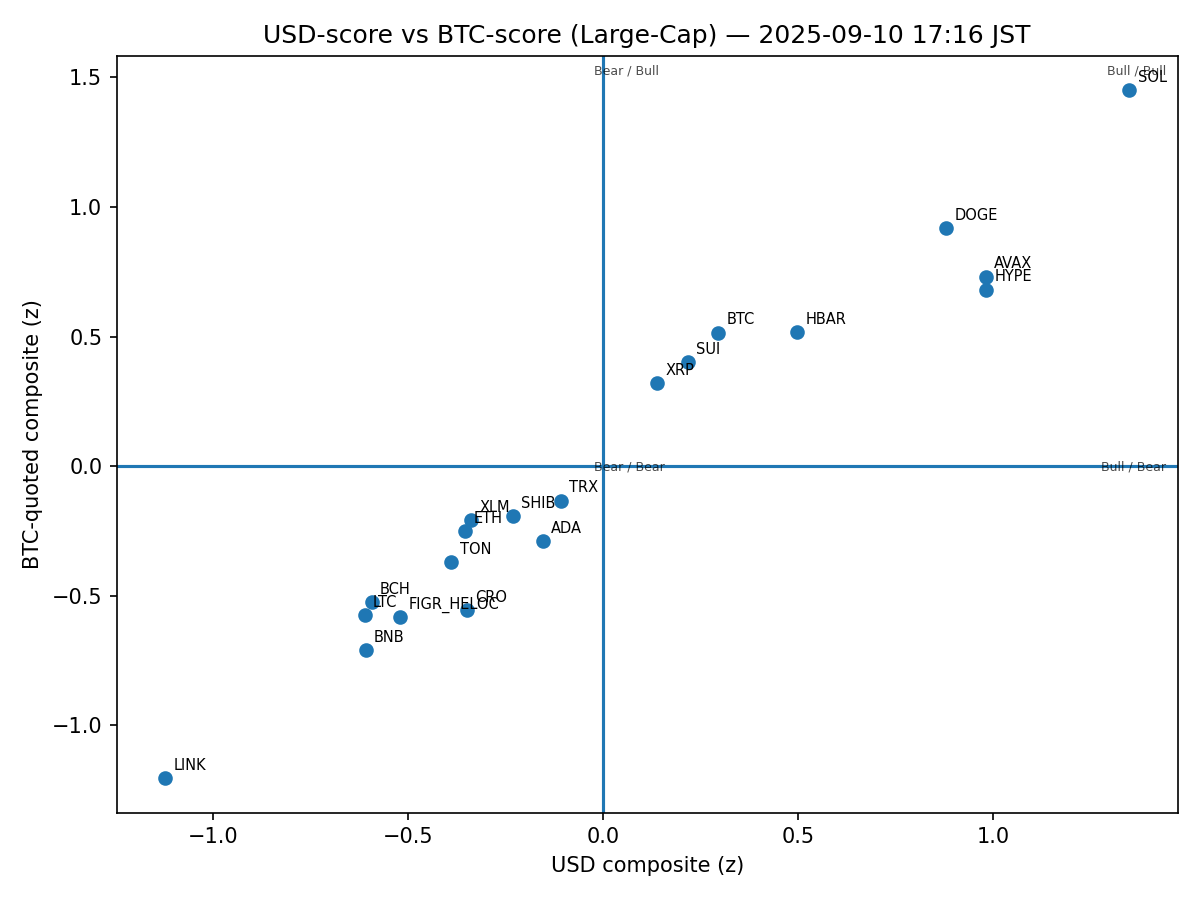 USD-score vs BTC-score (Large-Cap) — 2025-09-10 17:16 JST
Bear / Bull
Bull / Bull
SOL
DOGE
AVAX
HYPE
BTC
HBAR
SUI
XRP
Bear / Bear
Bull / Bear
TRX
XLM
SHIB
ETH
ADA
TON
BCH
CRO
LTC
FIGR_HELOC
BNB
LINK
1.5
1.0
0.5
0.0
−0.5
−1.0
BTC-quoted composite (z)
−1.0
−0.5
0.0
0.5
1.0
USD composite (z)